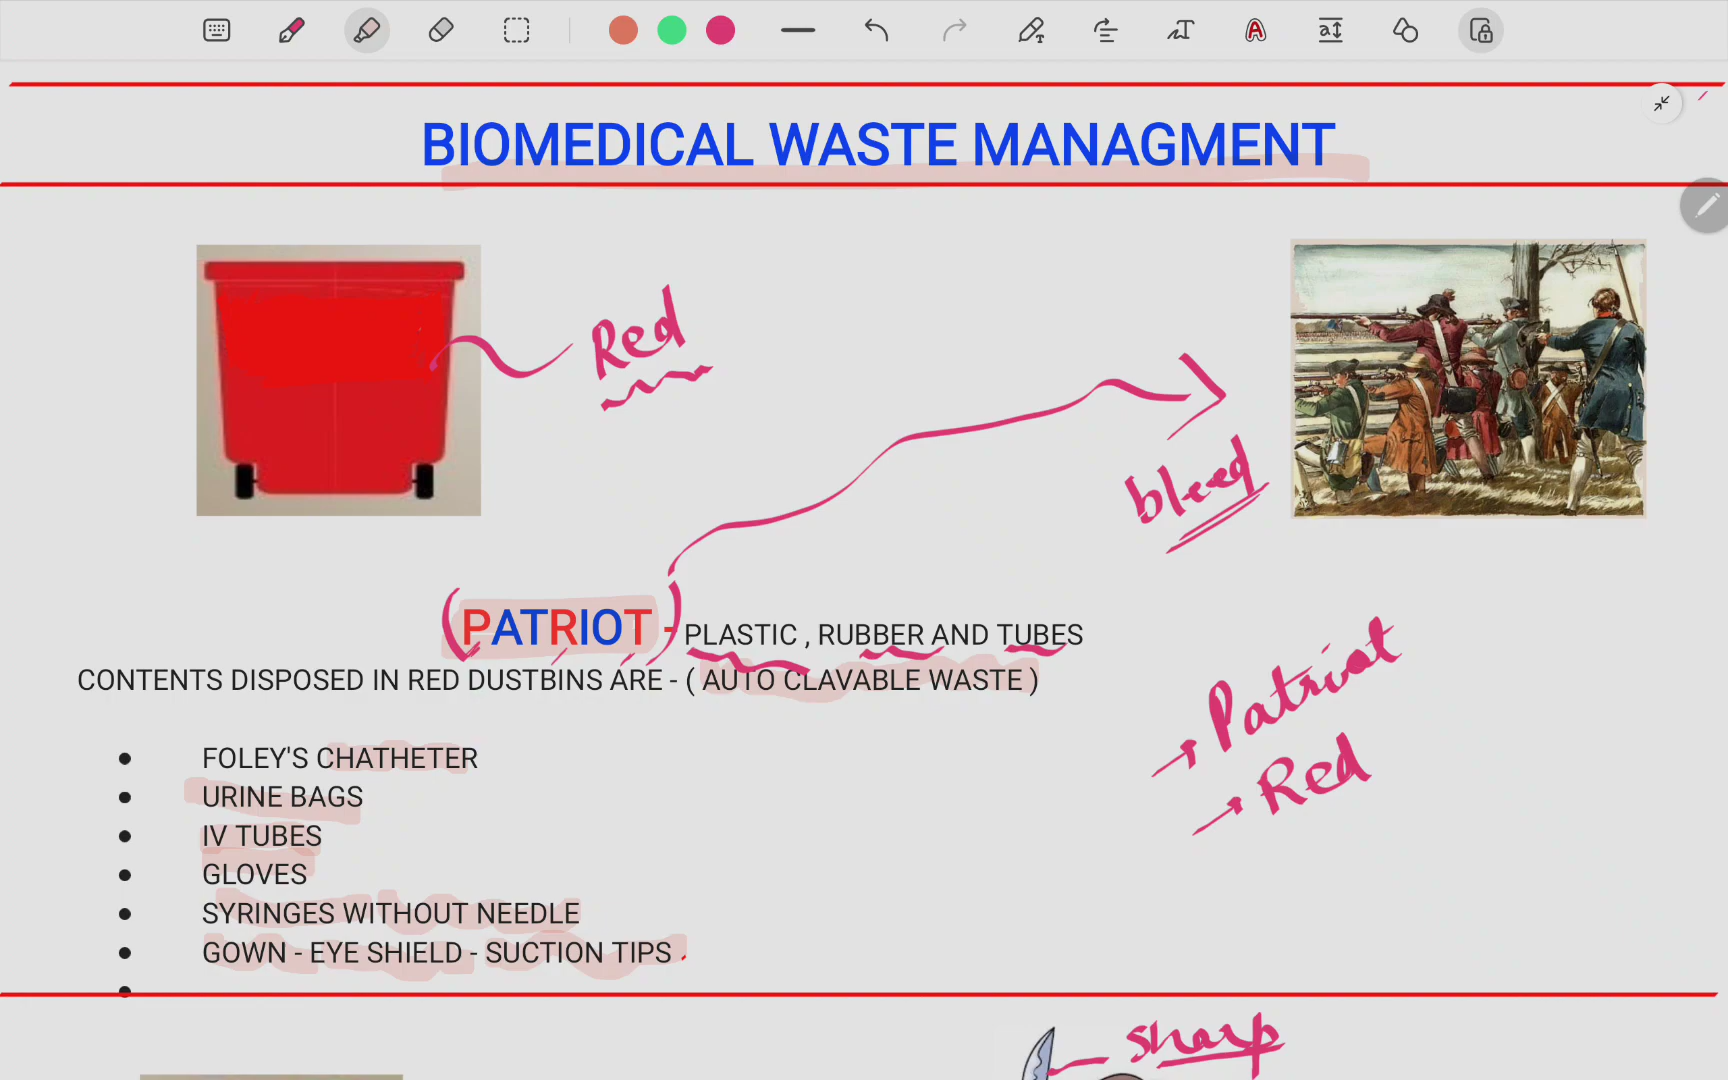 BIOMEDICAL WASTE MANAGMENT
Red
bleed
(PATRIOT) - PLASTIC , RUBBER AND TUBES
CONTENTS DISPOSED IN RED DUSTBINS ARE - ( AUTO CLAVABLE WASTE )
→ Patriot
→ Red
• FOLEY'S CHATHETER
• URINE BAGS
• IV TUBES
• GLOVES
• SYRINGES WITHOUT NEEDLE
• GOWN - EYE SHIELD - SUCTION TIPS .
•
sharp